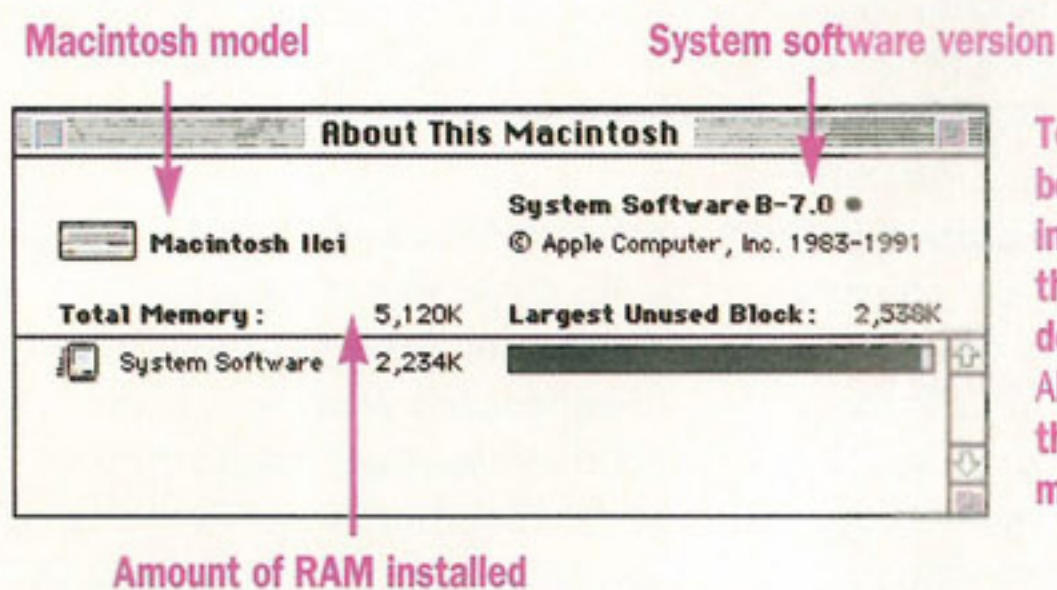 Macintosh model
System software version
About This Macintosh
System Software B-7.0 •
Macintosh IIci
© Apple Computer, Inc. 1983-1991
Total Memory: 5,120K Largest Unused Block: 2,538K
System Software 2,234K
Amount of RAM installed